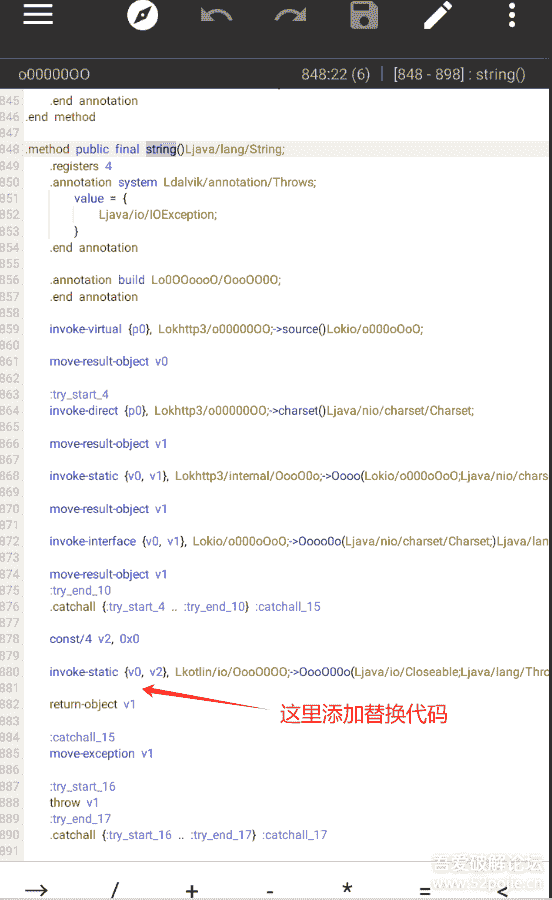 o00000OO 848:22 (6) | [848 - 898] : string()
845 .end annotation
846 .end method
847
848 .method public final string()Ljava/lang/String;
849 .registers 4
850 .annotation system Ldalvik/annotation/Throws;
851 value = {
852 Ljava/io/IOException;
853 }
854 .end annotation
855
856 .annotation build Lo0OOoooO/OooOO0O;
857 .end annotation
858
859 invoke-virtual {p0}, Lokhttp3/o00000OO;->source()Lokio/o000oOoO;
860
861 move-result-object v0
862
863 :try_start_4
864 invoke-direct {p0}, Lokhttp3/o00000OO;->charset()Ljava/nio/charset/Charset;
865
866 move-result-object v1
867
868 invoke-static {v0, v1}, Lokhttp3/internal/OooO0o;->Oooo(Lokio/o000oOoO;Ljava/nio/chars
869
870 move-result-object v1
871
872 invoke-interface {v0, v1}, Lokio/o000oOoO;->Oooo0o(Ljava/nio/charset/Charset;)Ljava/lan
873
874 move-result-object v1
875 :try_end_10
876 .catchall {:try_start_4 .. :try_end_10} :catchall_15
877
878 const/4 v2, 0x0
879
880 invoke-static {v0, v2}, Lkotlin/io/OooO0OO;->OooO00o(Ljava/io/Closeable;Ljava/lang/Thro
881
882 return-object v1
883
这里添加替换代码
884 :catchall_15
885 move-exception v1
886
887 :try_start_16
888 throw v1
889 :try_end_17
890 .catchall {:try_start_16 .. :try_end_17} :catchall_17
891
吾爱破解论坛
www.52pojie.cn
→ / + - * = <